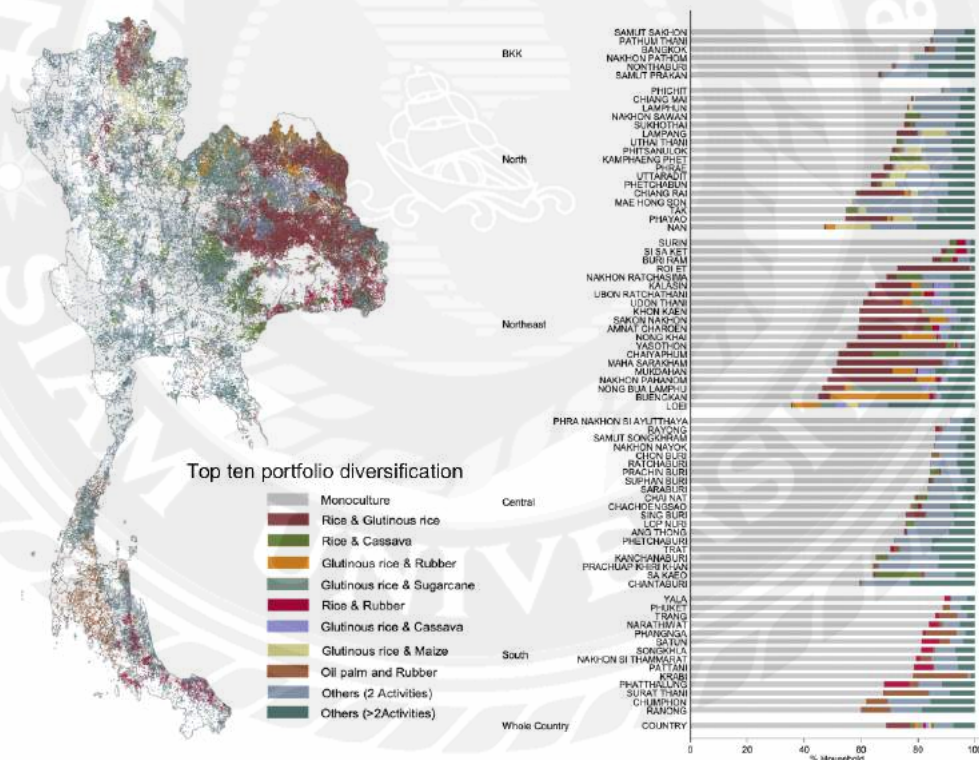 Top ten portfolio diversification
Monoculture
Rice & Glutinous rice
Rice & Cassava
Glutinous rice & Rubber
Glutinous rice & Sugarcane
Rice & Rubber
Glutinous rice & Cassava
Glutinous rice & Maize
Oil palm and Rubber
Others (2 Activities)
Others (>2Activities)
BKK
SAMUT SAKHON
PATHUM THANI
BANGKOK
NAKHON PATHOM
NONTHABURI
SAMUT PRAKAN
North
PHICHIT
CHIANG MAI
LAMPHUN
NAKHON SAWAN
SUKHOTHAI
LAMPANG
UTHAI THANI
PHITSANULOK
KAMPHAENG PHET
PHRAE
UTTARADIT
PHETCHABUN
CHIANG RAI
MAE HONG SON
TAK
PHAYAO
NAN
Northeast
SURIN
SI SA KET
BURI RAM
ROI ET
NAKHON RATCHASIMA
KALASIN
UBON RATCHATHANI
UDON THANI
KHON KAEN
SAKON NAKHON
AMNAT CHAROEN
NONG KHAI
YASOTHON
CHAIYAPHUM
MAHA SARAKHAM
MUKDAHAN
NAKHON PAHANOM
NONG BUA LAMPHU
BUENGKAN
LOEI
Central
PHRA NAKHON SI AYUTTHAYA
RAYONG
SAMUT SONGKHRAM
NAKHON NAYOK
CHON BURI
RATCHABURI
PRACHIN BURI
SUPHAN BURI
SARABURI
CHAI NAT
CHACHOENGSAO
SING BURI
LOP NURI
ANG THONG
PHETCHABURI
TRAT
KANCHANABURI
PRACHUAP KHIRI KHAN
SA KAEO
CHANTABURI
South
YALA
PHUKET
TRANG
NARATHIWAT
PHANGNGA
SATUN
SONGKHLA
NAKHON SI THAMMARAT
PATTANI
KRABI
PHATTHALUNG
SURAT THANI
CHUMPHON
RANONG
Whole Country
COUNTRY
0 20 40 60 80 100
% Household